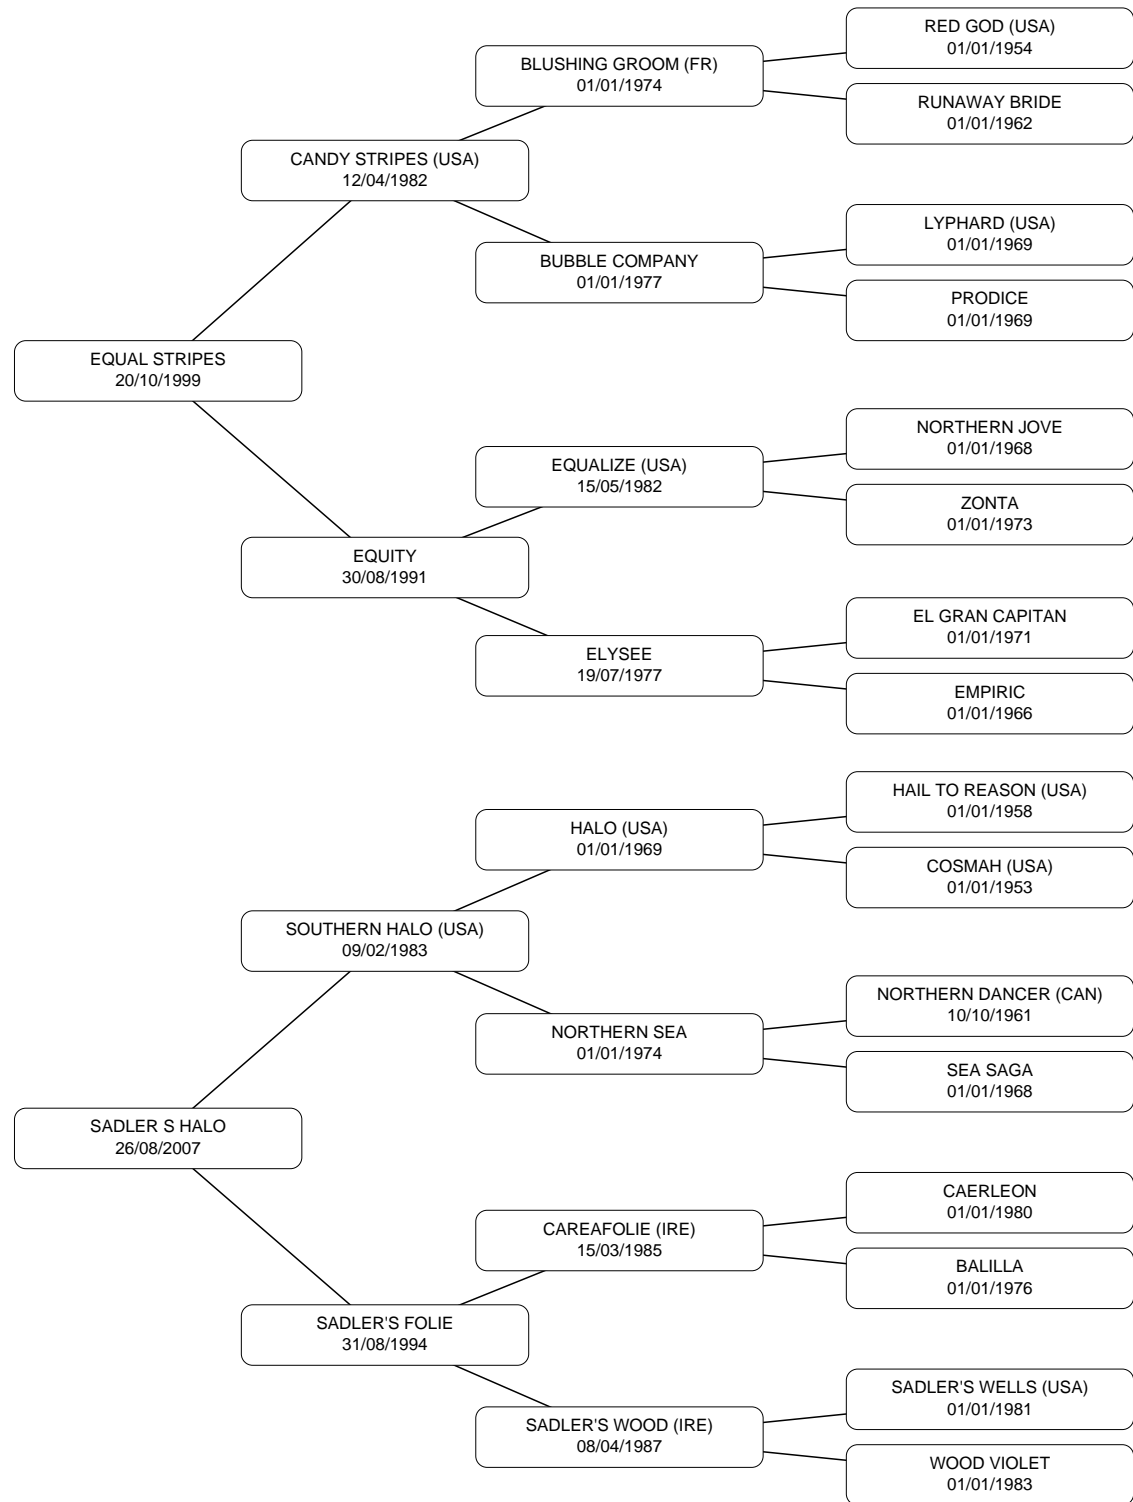 RED GOD (USA)
01/01/1954
BLUSHING GROOM (FR)
01/01/1974
RUNAWAY BRIDE
01/01/1962
CANDY STRIPES (USA)
12/04/1982
LYPHARD (USA)
01/01/1969
BUBBLE COMPANY
01/01/1977
PRODICE
01/01/1969
EQUAL STRIPES
20/10/1999
NORTHERN JOVE
01/01/1968
EQUALIZE (USA)
15/05/1982
ZONTA
01/01/1973
EQUITY
30/08/1991
EL GRAN CAPITAN
01/01/1971
ELYSEE
19/07/1977
EMPIRIC
01/01/1966
HAIL TO REASON (USA)
01/01/1958
HALO (USA)
01/01/1969
COSMAH (USA)
01/01/1953
SOUTHERN HALO (USA)
09/02/1983
NORTHERN DANCER (CAN)
10/10/1961
NORTHERN SEA
01/01/1974
SEA SAGA
01/01/1968
SADLER S HALO
26/08/2007
CAERLEON
01/01/1980
CAREAFOLIE (IRE)
15/03/1985
BALILLA
01/01/1976
SADLER'S FOLIE
31/08/1994
SADLER'S WELLS (USA)
01/01/1981
SADLER'S WOOD (IRE)
08/04/1987
WOOD VIOLET
01/01/1983